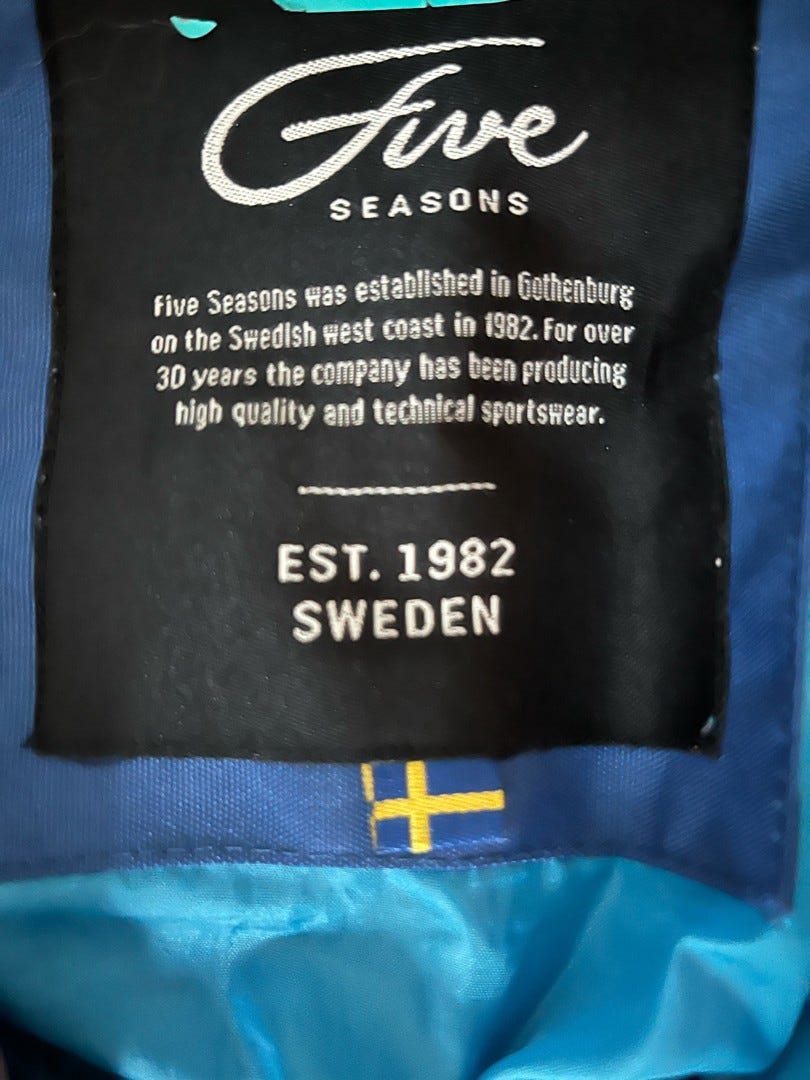 Five
SEASONS
Five Seasons was established in Gothenburg
on the Swedish west coast in 1982. For over
30 years the company has been producing
high quality and technical sportswear.
EST. 1982
SWEDEN